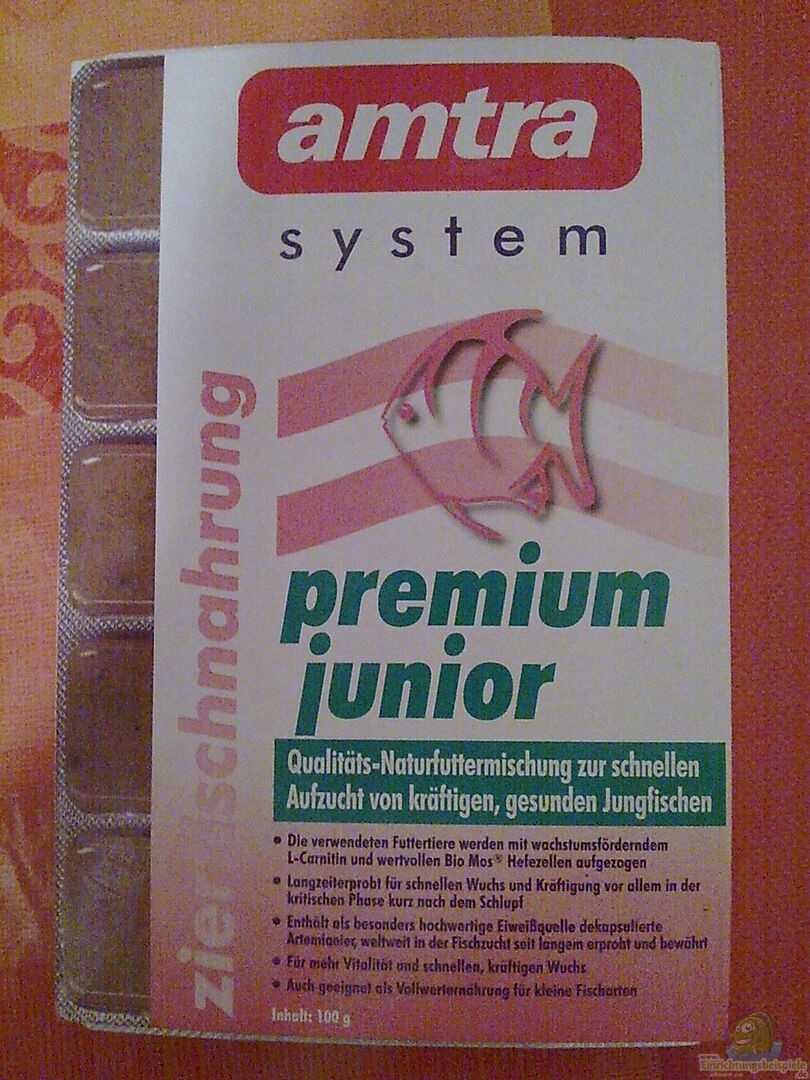 amtra
system
zierfischnahrung
premium
junior
Qualitäts-Naturfuttermischung zur schnellen
Aufzucht von kräftigen, gesunden Jungfischen
• Die verwendeten Futtertiere werden mit wachstumsförderndem
L-Carnitin und wertvollen Bio Mos® Hefezellen aufgezogen
• Langzeiterprobt für schnellen Wuchs und Kräftigung vor allem in der
kritischen Phase kurz nach dem Schlupf
• Enthält als besonders hochwertige Eiweißquelle dekapsulierte
Artemiaeier, weltweit in der Fischzucht seit langem erprobt und bewährt
• Für mehr Vitalität und schnellen, kräftigen Wuchs
• Auch geeignet als Vollwerternährung für kleine Fischarten
Inhalt: 100 g
Einrichtungsbeispiele